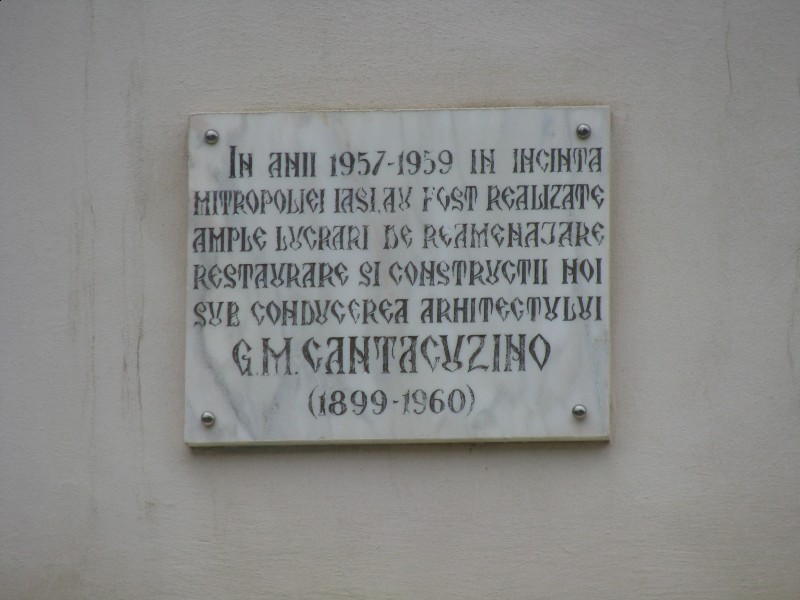 IN ANII 1957-1959 IN INCINTA
MITROPOLIEI IASI, AU FOST REALIZATE
AMPLE LUCRARI DE REAMENAJARE
RESTAURARE SI CONSTRUCTII NOI
SUB CONDUCEREA ARHITECTULUI
G.M. CANTACUZINO
(1899-1960)